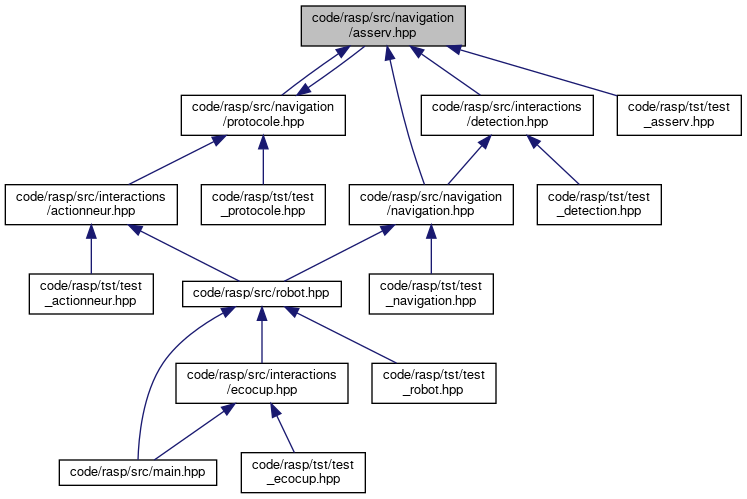 code/rasp/src/navigation
/asserv.hpp
code/rasp/src/navigation
/protocole.hpp
code/rasp/src/interactions
/detection.hpp
code/rasp/tst/test
_asserv.hpp
code/rasp/src/interactions
/actionneur.hpp
code/rasp/tst/test
_protocole.hpp
code/rasp/src/navigation
/navigation.hpp
code/rasp/tst/test
_detection.hpp
code/rasp/tst/test
_actionneur.hpp
code/rasp/src/robot.hpp
code/rasp/tst/test
_navigation.hpp
code/rasp/src/interactions
/ecocup.hpp
code/rasp/tst/test
_robot.hpp
code/rasp/src/main.hpp
code/rasp/tst/test
_ecocup.hpp